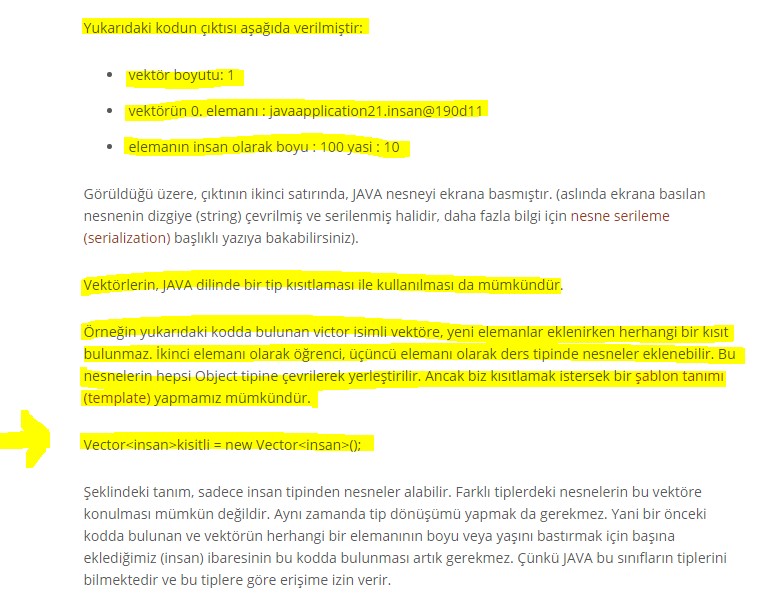 Yukarıdaki kodun çıktısı aşağıda verilmiştir:
vektör boyutu: 1
vektörün 0. elemanı : javaapplication21.insan@190d11
elemanın insan olarak boyu : 100 yasi : 10
Görüldüğü üzere, çıktının ikinci satırında, JAVA nesneyi ekrana basmıştır. (aslında ekrana basılan
nesnenin dizgiye (string) çevrilmiş ve serilenmiş halidir, daha fazla bilgi için nesne serileme
(serialization) başlıklı yazıya bakabilirsiniz).
Vektörlerin, JAVA dilinde bir tip kısıtlaması ile kullanılması da mümkündür.
Örneğin yukarıdaki kodda bulunan victor isimli vektöre, yeni elemanlar eklenirken herhangi bir kısıt
bulunmaz. İkinci elemanı olarak öğrenci, üçüncü elemanı olarak ders tipinde nesneler eklenebilir. Bu
nesnelerin hepsi Object tipine çevrilerek yerleştirilir. Ancak biz kısıtlamak istersek bir şablon tanımı
(template) yapmamız mümkündür.
Vector<insan>kisitli = new Vector<insan>();
Şeklindeki tanım, sadece insan tipinden nesneler alabilir. Farklı tiplerdeki nesnelerin bu vektöre
konulması mümkün değildir. Aynı zamanda tip dönüşümü yapmak da gerekmez. Yani bir önceki
kodda bulunan ve vektörün herhangi bir elemanının boyu veya yaşını bastırmak için başına
eklediğimiz (insan) ibaresinin bu kodda bulunması artık gerekmez. Çünkü JAVA bu sınıfların tiplerini
bilmektedir ve bu tiplere göre erişime izin verir.